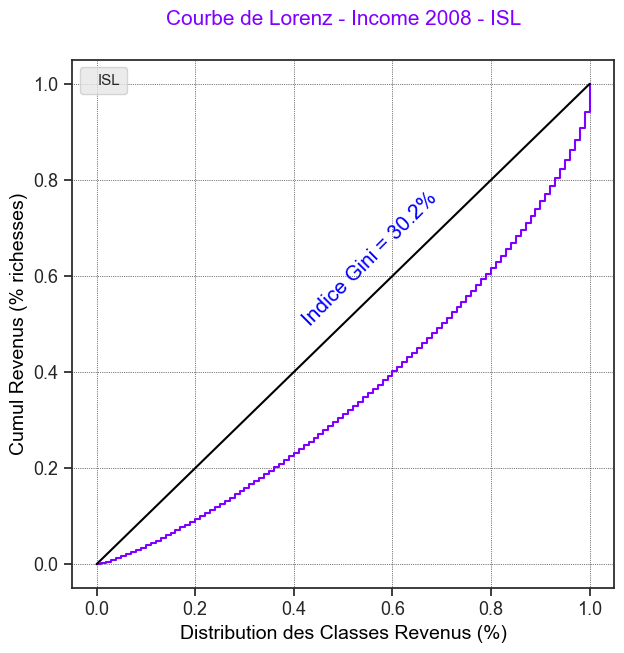 Courbe de Lorenz - Income 2008 - ISL
ISL
Indice Gini = 30.2%
Cumul Revenus (% richesses)
1.0
0.8
0.6
0.4
0.2
0.0
0.0 0.2 0.4 0.6 0.8 1.0
Distribution des Classes Revenus (%)